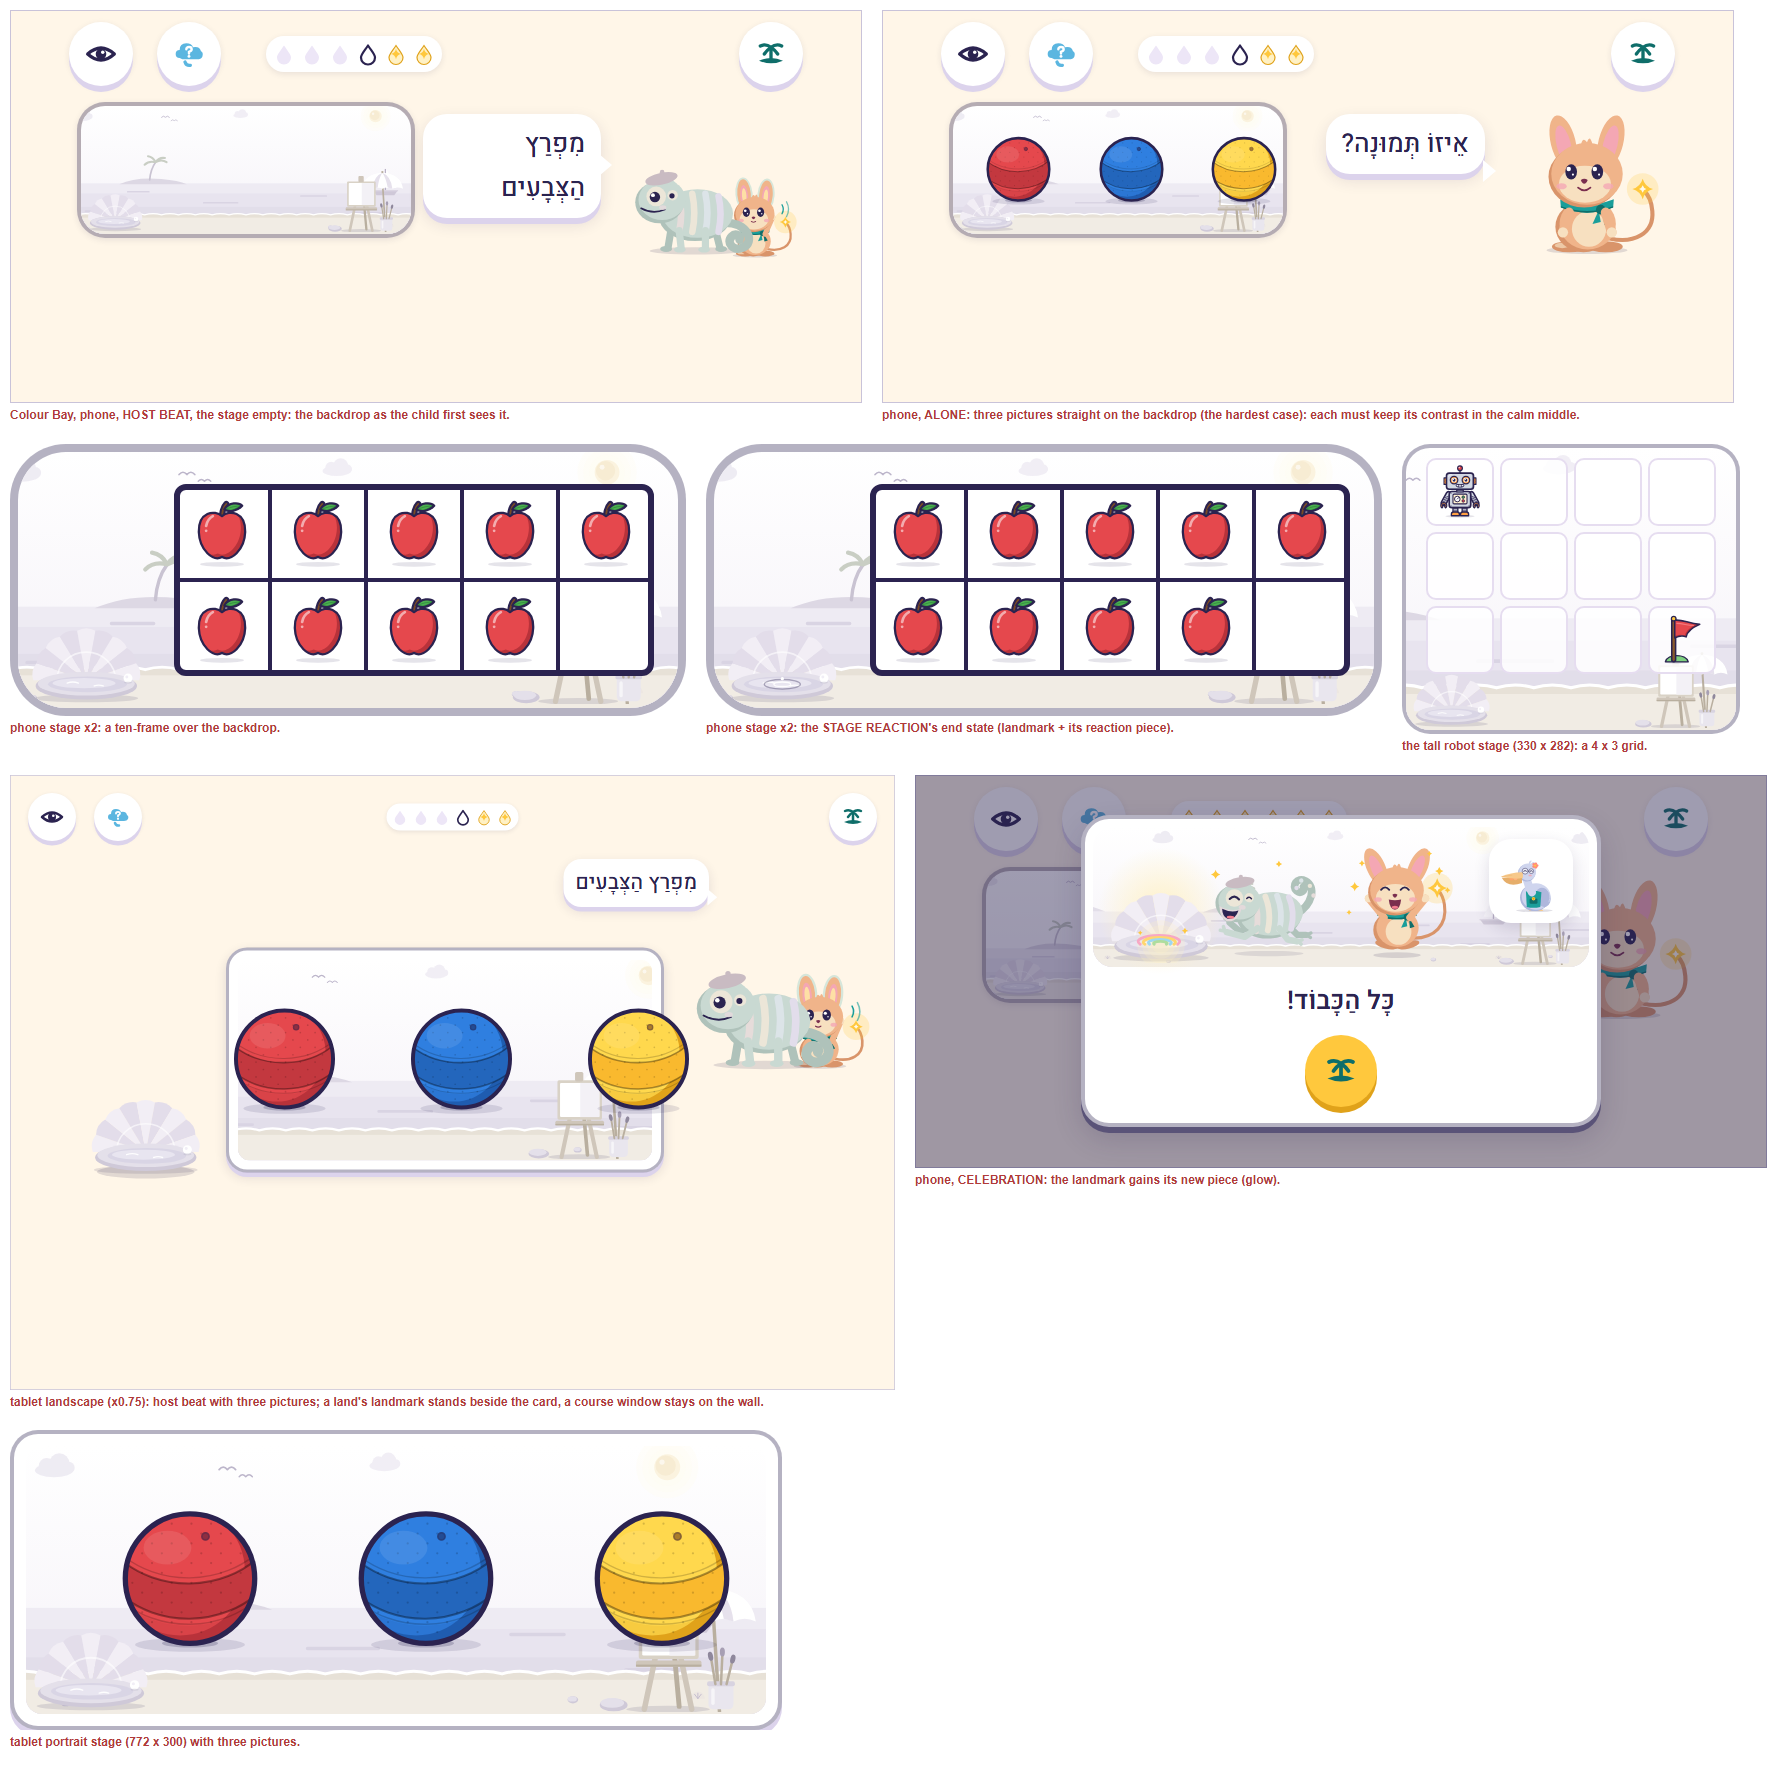 מִפְרַץ
הַצְּבָעִים
אֵיזוֹ תְּמוּנָה?
Colour Bay, phone, HOST BEAT, the stage empty: the backdrop as the child first sees it.
phone, ALONE: three pictures straight on the backdrop (the hardest case): each must keep its contrast in the calm middle.
phone stage x2: a ten-frame over the backdrop.
phone stage x2: the STAGE REACTION's end state (landmark + its reaction piece).
the tall robot stage (330 x 282): a 4 x 3 grid.
מִפְרַץ הַצְּבָעִים
כָּל הַכָּבוֹד!
phone, CELEBRATION: the landmark gains its new piece (glow).
tablet landscape (x0.75): host beat with three pictures; a land's landmark stands beside the card, a course window stays on the wall.
tablet portrait stage (772 x 300) with three pictures.